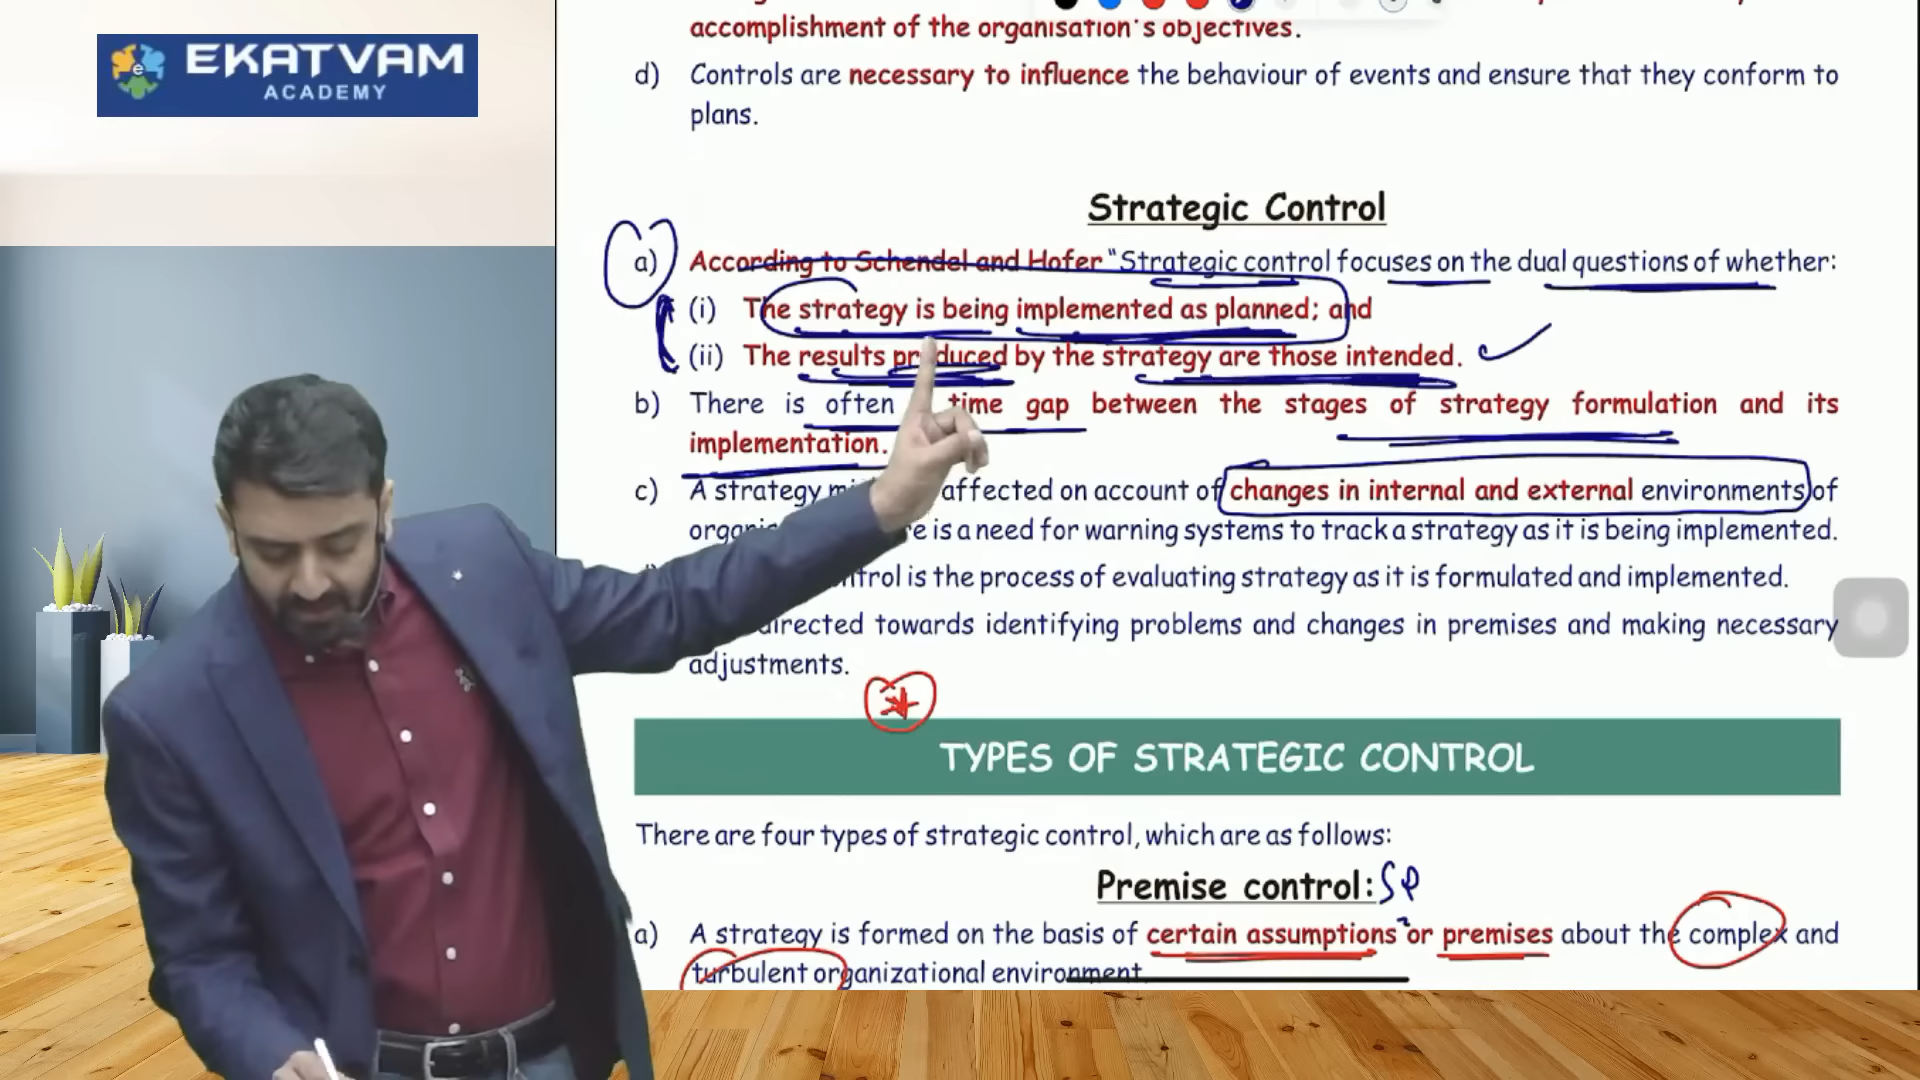 EKATVAM
ACADEMY
accomplishment of the organisation's objectives.
d) Controls are necessary to influence the behaviour of events and ensure that they conform to
plans.
Strategic Control
a) According to Schendel and Hofer "Strategic control focuses on the dual questions of whether:
(i) The strategy is being implemented as planned; and
(ii) The results produced by the strategy are those intended.
b) There is often time gap between the stages of strategy formulation and its
implementation.
c) A strategy affected on account of changes in internal and external environments of
is a need for warning systems to track a strategy as it is being implemented.
is the process of evaluating strategy as it is formulated and implemented.
directed towards identifying problems and changes in premises and making necessary
adjustments.
TYPES OF STRATEGIC CONTROL
There are four types of strategic control, which are as follows:
Premise control: SP
a) A strategy is formed on the basis of certain assumptions or premises about the complex and
turbulent organizational environment.